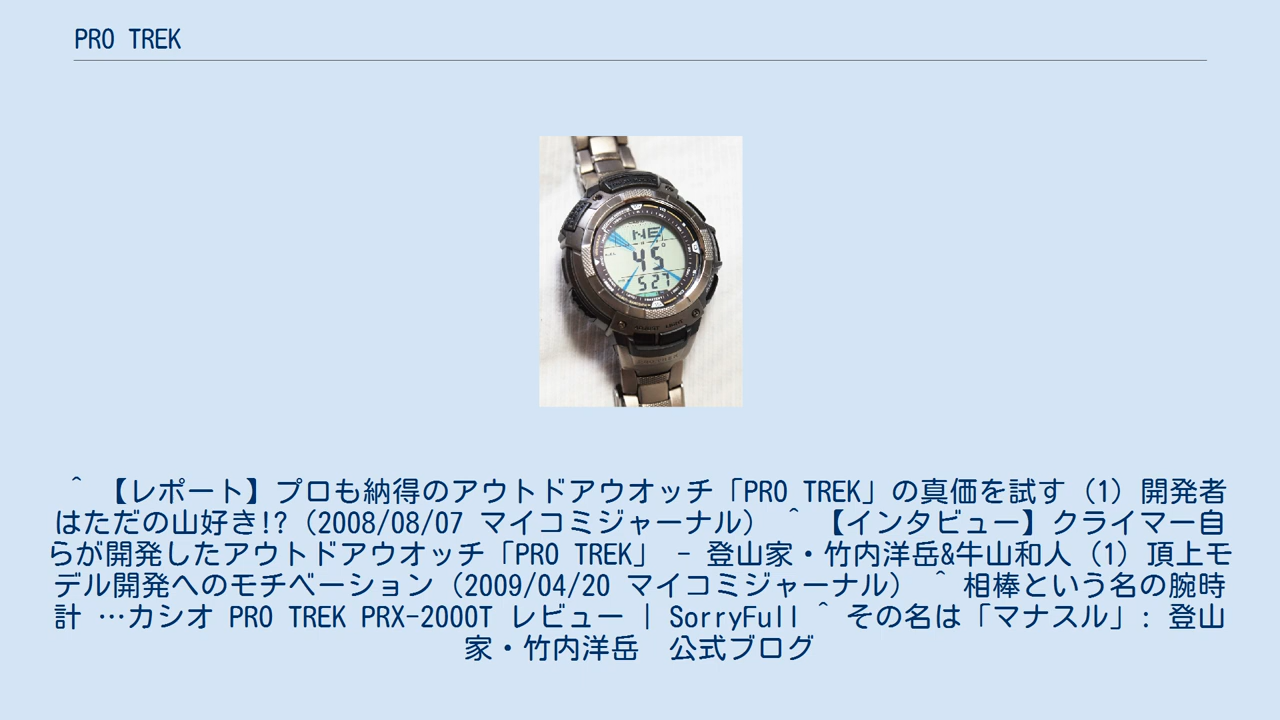 PRO TREK
NE
45°
527
＾ 【レポート】プロも納得のアウトドアウオッチ「PRO TREK」の真価を試す (1) 開発者
はただの山好き!? (2008/08/07 マイコミジャーナル) ＾ 【インタビュー】クライマー自
らが開発したアウトドアウオッチ「PRO TREK」 - 登山家・竹内洋岳&牛山和人 (1) 頂上モ
デル開発へのモチベーション (2009/04/20 マイコミジャーナル) ＾ 相棒という名の腕時
計 …カシオ PRO TREK PRX-2000T レビュー | SorryFull ＾ その名は「マナスル」: 登山
家・竹内洋岳　公式ブログ